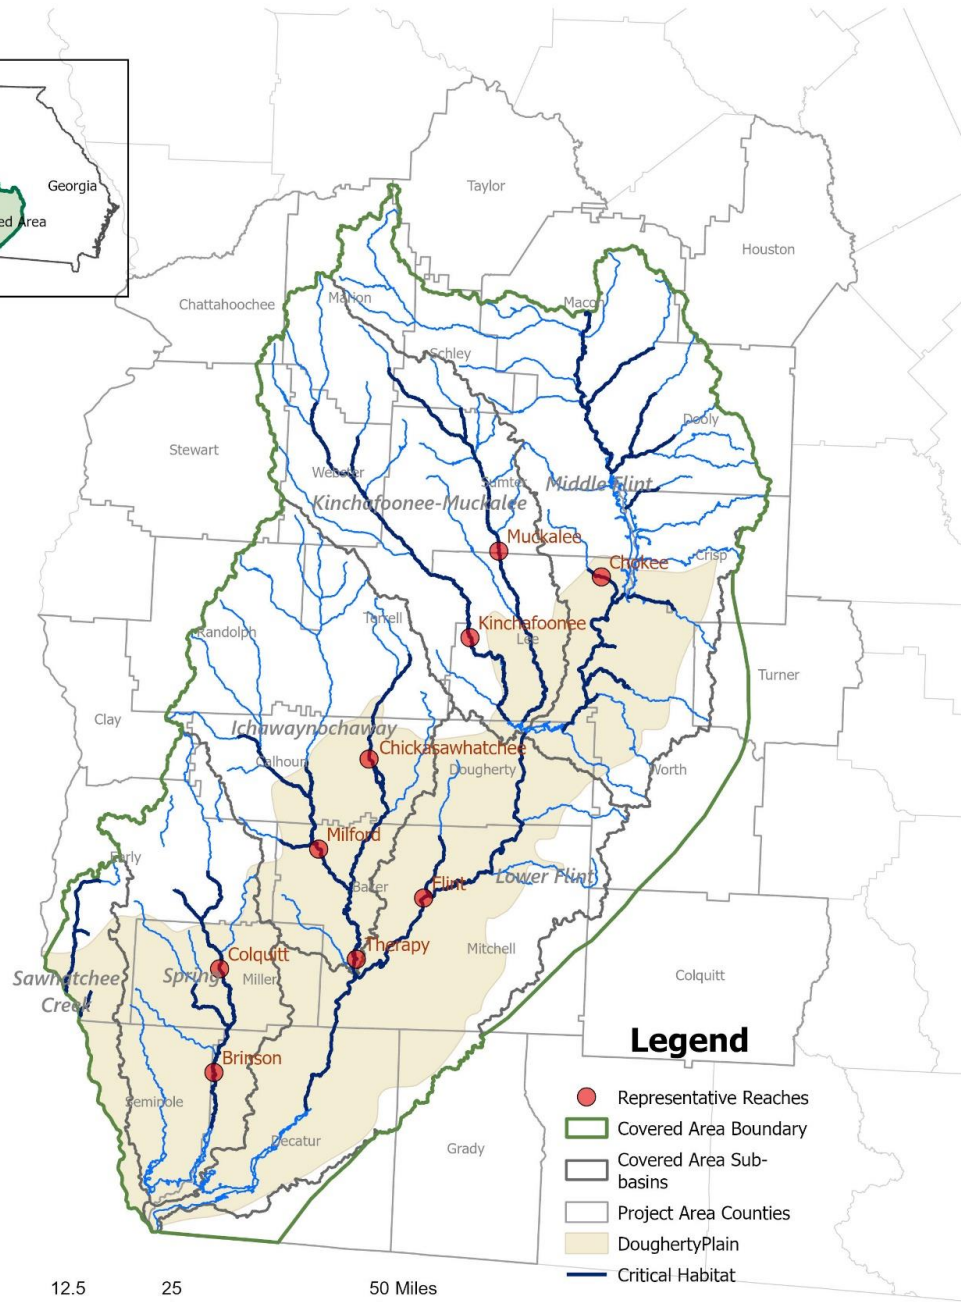 Georgia
ed Area
Taylor
Houston
Chattahoochee
Marion
Macon
Schley
Dooly
Stewart
Webster
Sumter
Middle Flint
Kinchafoonee-Muckalee
Muckalee
Crisp
Chokee
Kinchafoonee
Lee
Terrell
Randolph
Turner
Clay
Ichawaynochaway
Chickasawhatchee
Calhoun
Dougherty
Worth
Milford
Early
Baker
Flint
Lower Flint
Therapy
Mitchell
Colquitt
Colquitt
Spring
Miller
Sawhatchee
Creek
Brinson
Seminole
Decatur
Grady
Legend
Representative Reaches
Covered Area Boundary
Covered Area Sub-
basins
Project Area Counties
DoughertyPlain
Critical Habitat
12.5 25 50 Miles